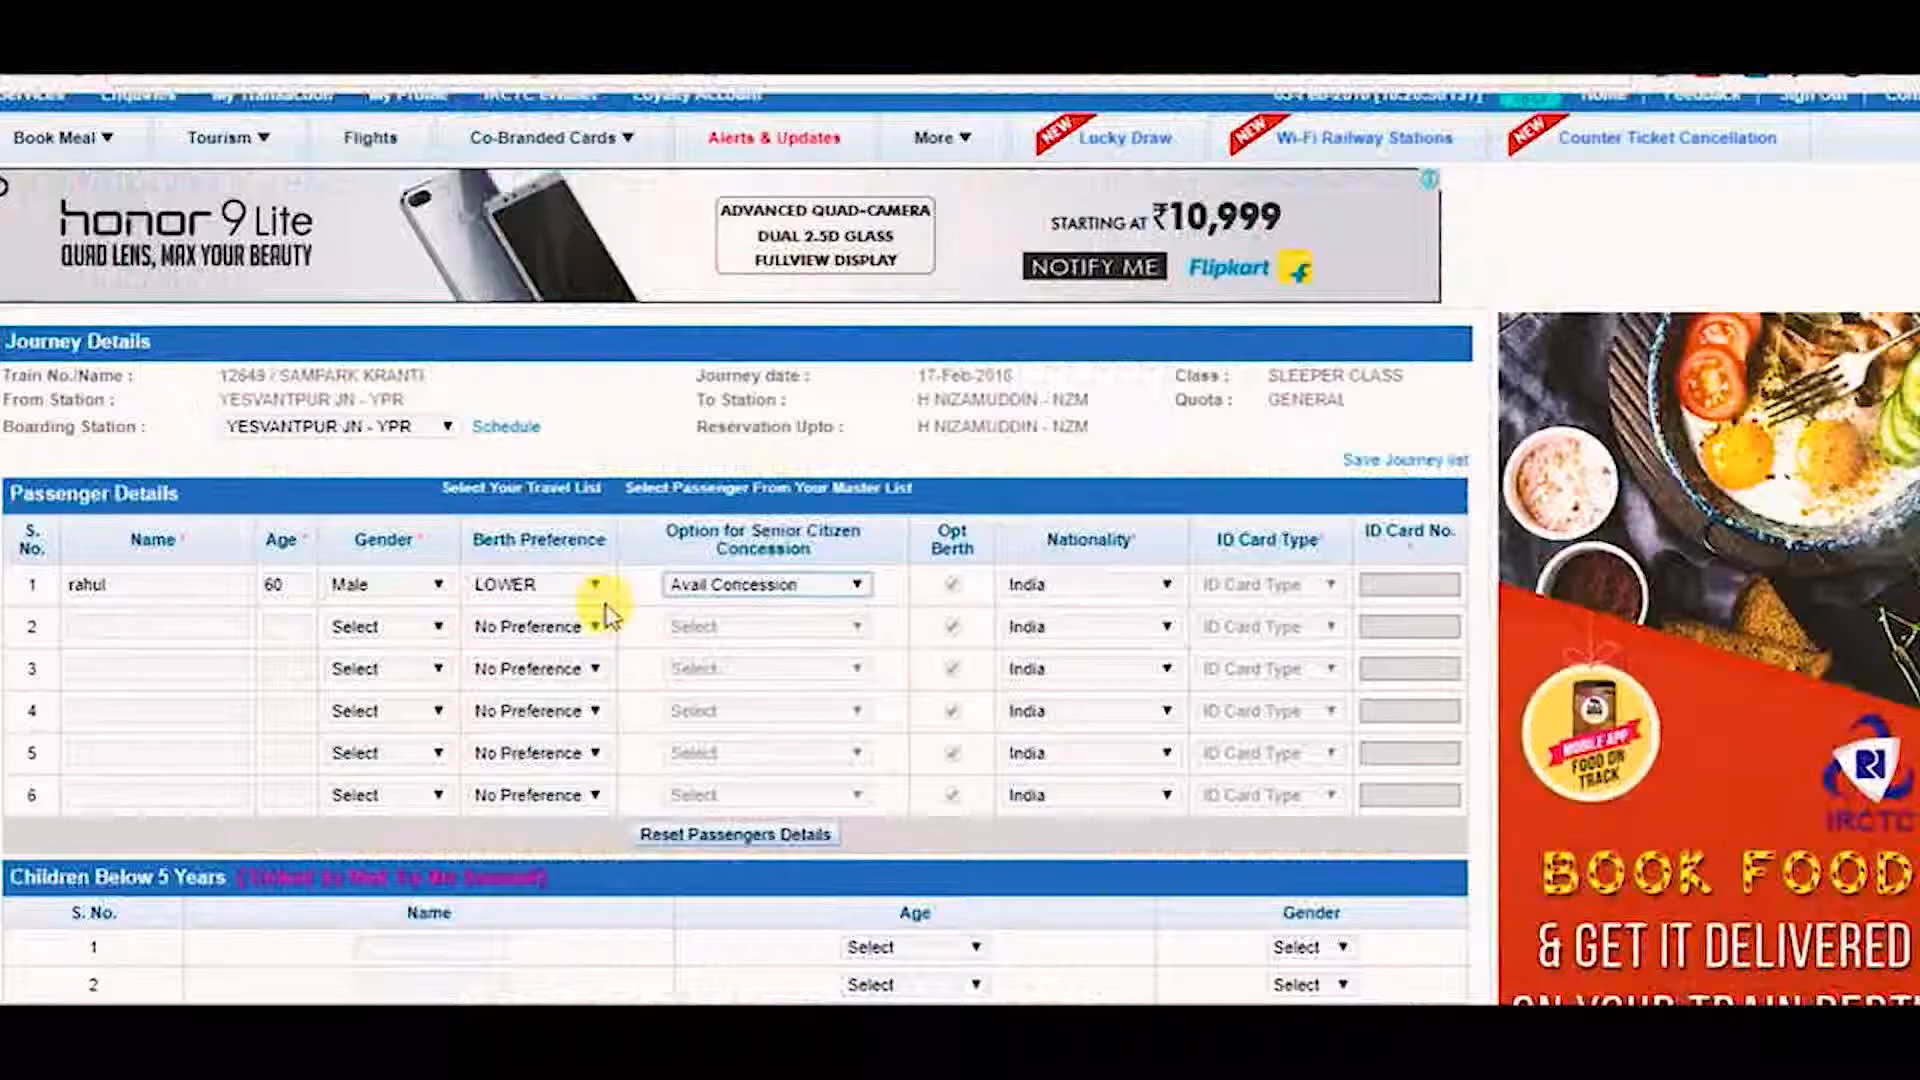 Book Meal ▼ Tourism ▼ Flights Co-Branded Cards ▼ Alerts & Updates More ▼ NEW Lucky Draw NEW Wi-Fi Railway Stations NEW Counter Ticket Cancellation
honor 9 Lite
QUAD LENS, MAX YOUR BEAUTY
ADVANCED QUAD-CAMERA
DUAL 2.5D GLASS
FULLVIEW DISPLAY
STARTING AT ₹10,999
NOTIFY ME Flipkart
Journey Details
Train No./Name : 12649 / SAMPARK KRANTI Journey date : 17-Feb-2018 Class : SLEEPER CLASS
From Station : YESVANTPUR JN - YPR To Station : H NIZAMUDDIN - NZM Quota : GENERAL
Boarding Station : YESVANTPUR JN - YPR ▼ Schedule Reservation Upto : H NIZAMUDDIN - NZM
Save Journey list
Passenger Details Select Your Travel List Select Passenger From Your Master List
S. No. Name * Age * Gender * Berth Preference Option for Senior Citizen Concession Opt Berth Nationality* ID Card Type* ID Card No. *
1 rahul 60 Male LOWER Avail Concession India ID Card Type
2 Select No Preference Select India ID Card Type
3 Select No Preference Select India ID Card Type
4 Select No Preference Select India ID Card Type
5 Select No Preference Select India ID Card Type
6 Select No Preference Select India ID Card Type
Reset Passengers Details
Children Below 5 Years
S. No. Name Age Gender
1 Select Select
2 Select Select
MOBILE APP
FOOD ON
TRACK
IRCTC
BOOK FOOD
& GET IT DELIVERED